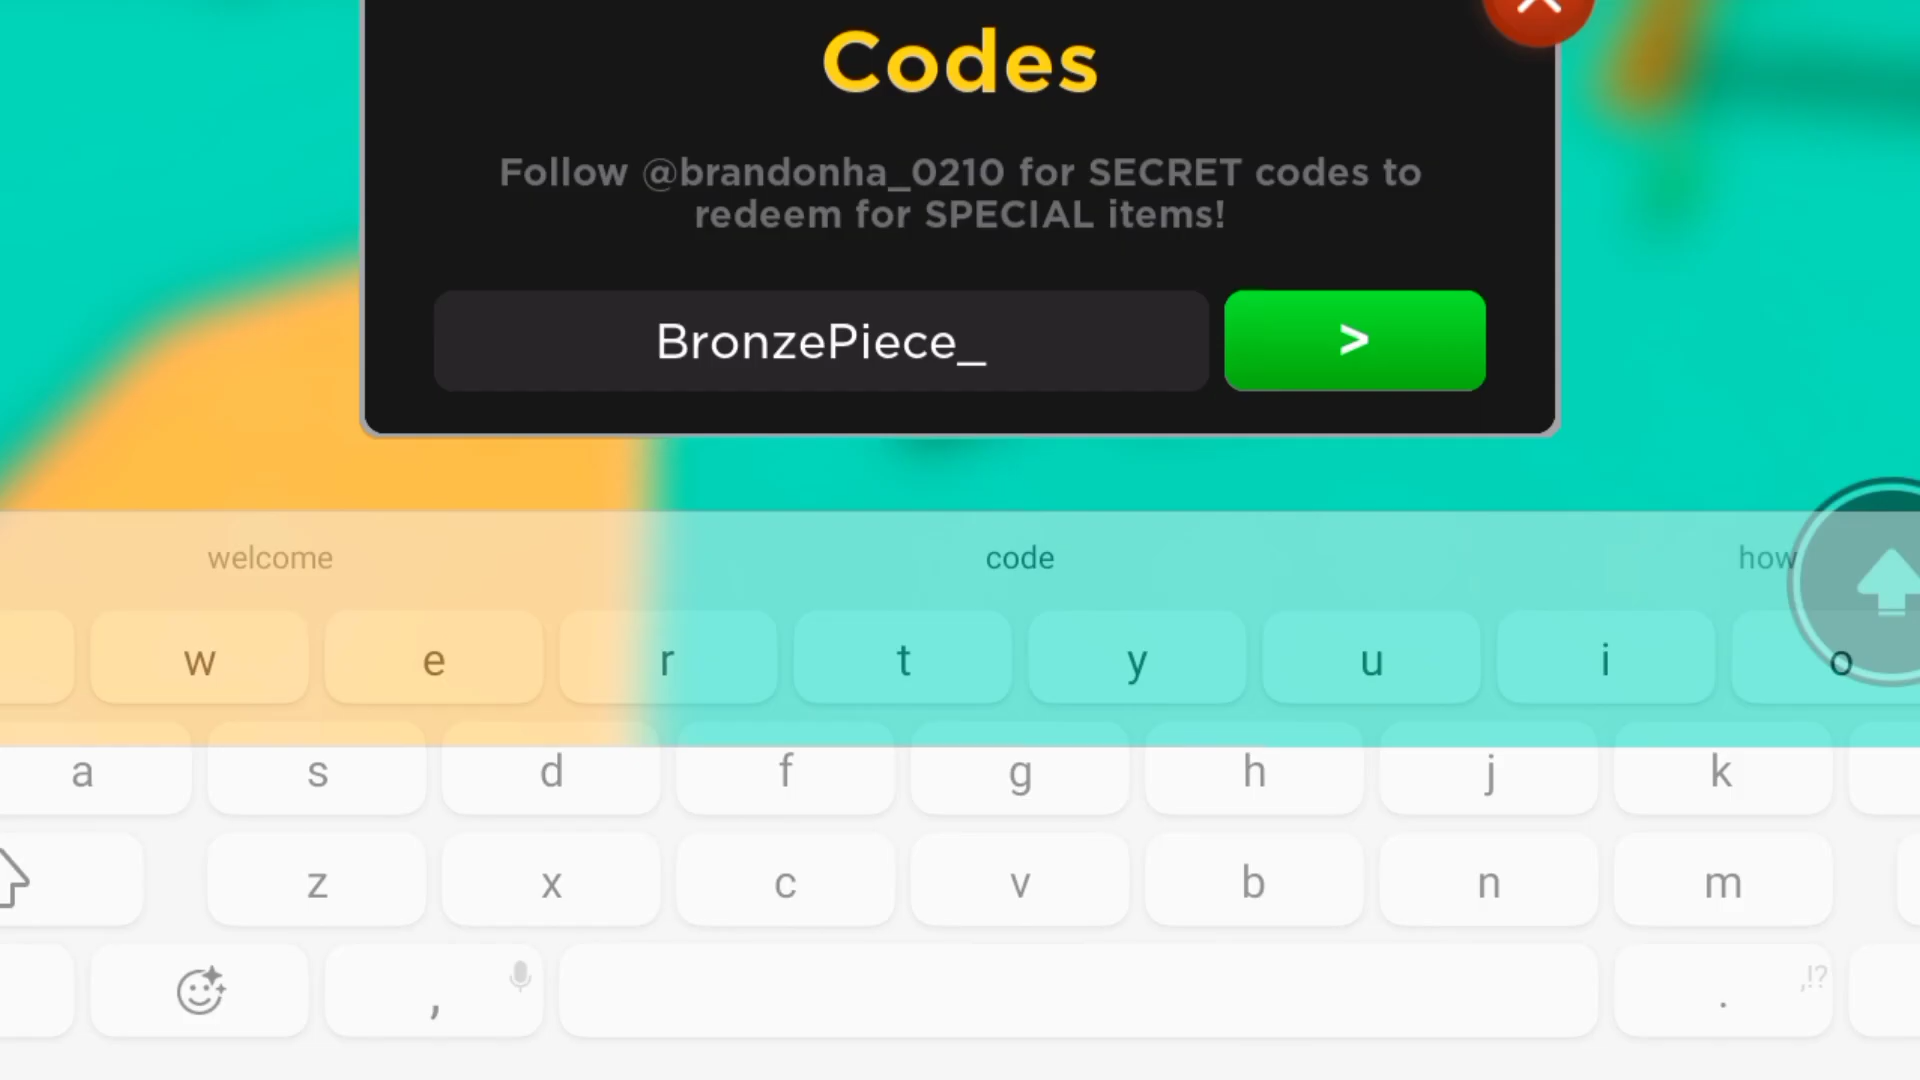 Codes
Follow @brandonha_0210 for SECRET codes to
redeem for SPECIAL items!
BronzePiece_ >
welcome code how
w e r t y u i o
a s d f g h j k
z x c v b n m
, . ,!?